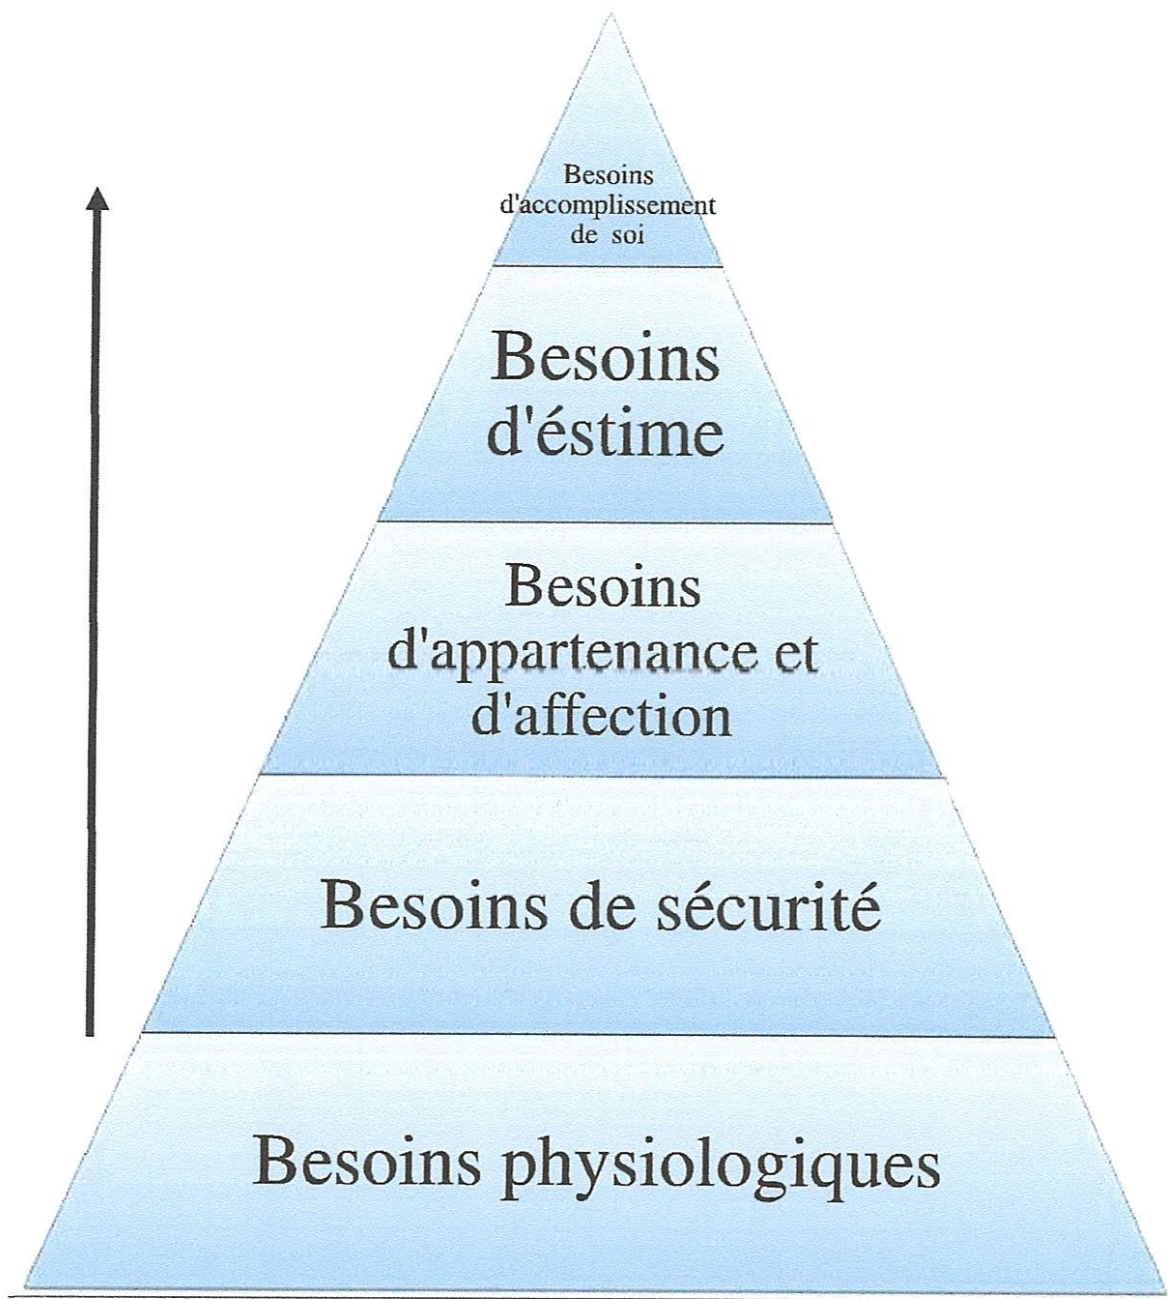 Besoins
d'accomplissement
de soi
Besoins
d'éstime
Besoins
d'appartenance et
d'affection
Besoins de sécurité
Besoins physiologiques